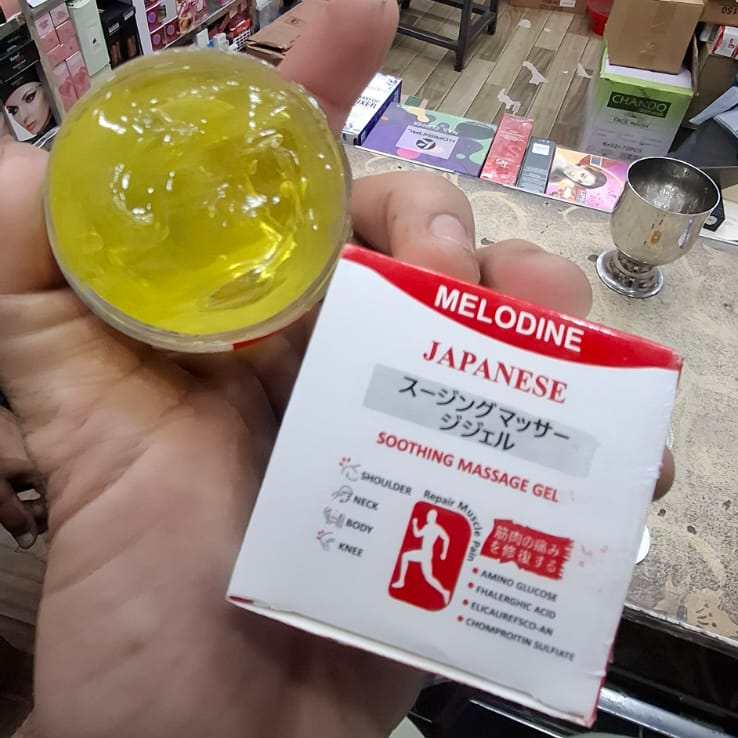 MELODINE
JAPANESE
スージングマッサー
ジジェル
SOOTHING MASSAGE GEL
SHOULDER
NECK
BODY
KNEE
Repair Muscle Pain
筋肉の痛み
を修復する
• AMINO GLUCOSE
• FHALERGHIC ACID
• ELICAUREFSCO-AN
• CHOMPROITIN SULFIATE
CHANDO
FACE WASH